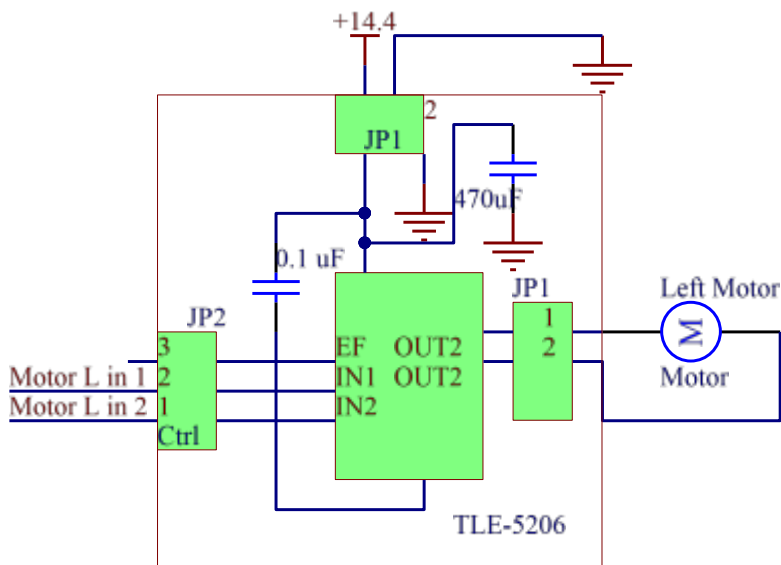 +14.4
2
JP1
470uF
0.1 uF
JP2
JP1
Left Motor
3
EF
OUT2
1
M
Motor L in 1
2
IN1
OUT2
2
Motor
Motor L in 2
1
IN2
Ctrl
TLE-5206